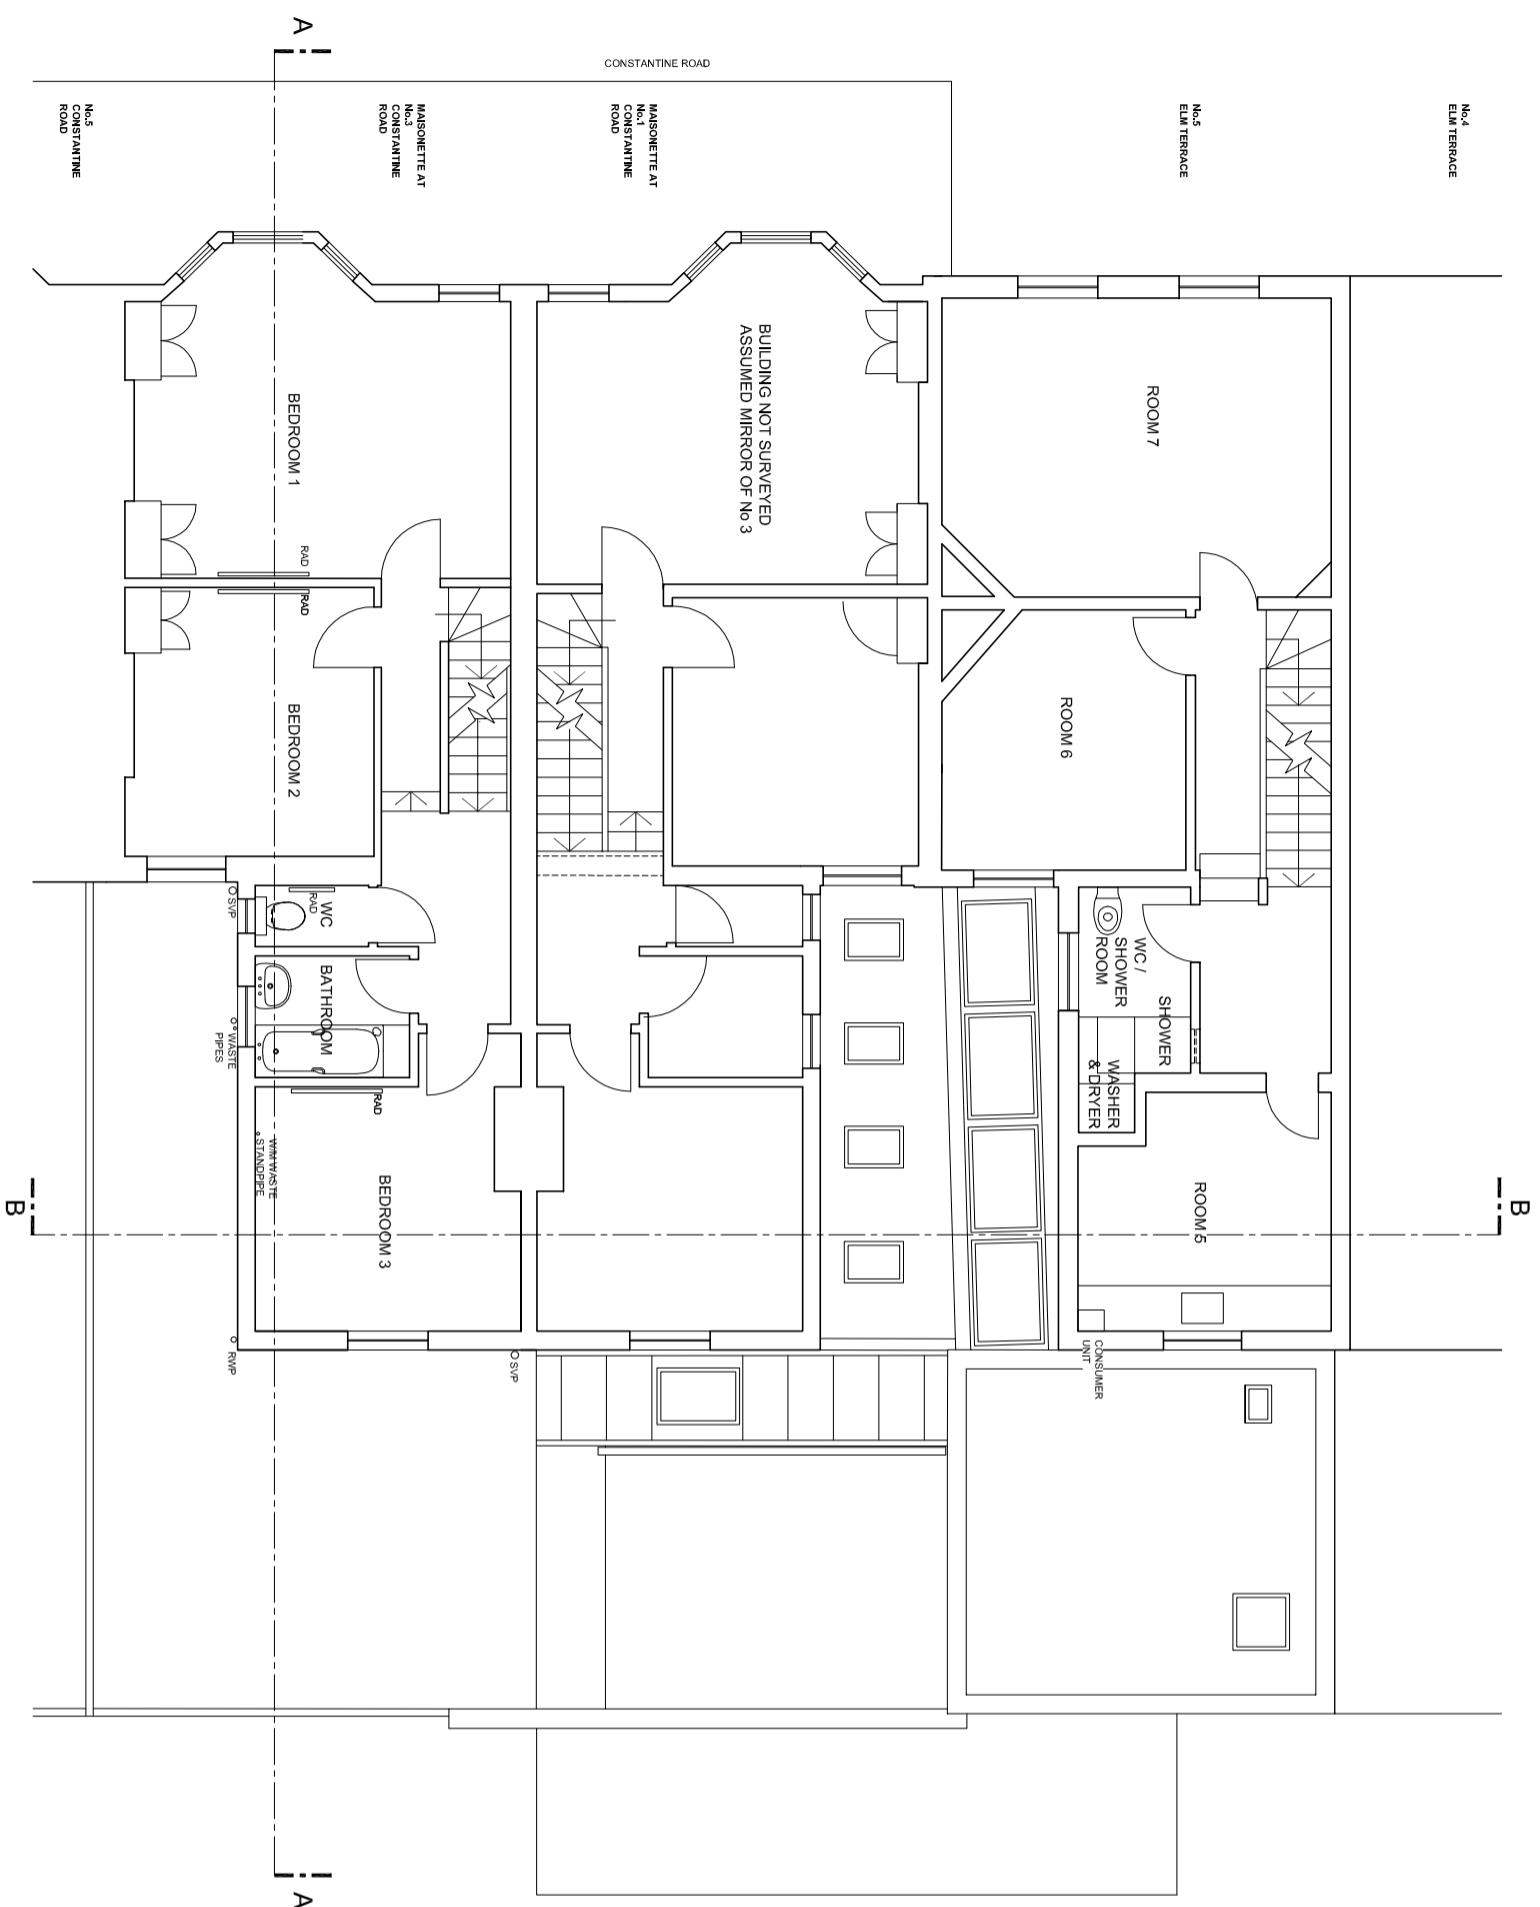 A
CONSTANTINE ROAD
No.5
CONSTANTINE
ROAD
MAISONETTE AT
No.3
CONSTANTINE
ROAD
MAISONETTE AT
No.1
CONSTANTINE
ROAD
No.5
ELM TERRACE
No.4
ELM TERRACE
BEDROOM 1
BUILDING NOT SURVEYED
ASSUMED MIRROR OF No 3
ROOM 7
RAD
RAD
BEDROOM 2
ROOM 6
SVP
RAD
WC
WC /
SHOWER
ROOM
SHOWER
BATHROOM
WASTE
PIPES
WASHER
& DRYER
RAD
W/M WASTE
STANDPIPE
BEDROOM 3
ROOM 5
B
B
RWP
SVP
CONSUMER
UNIT
A